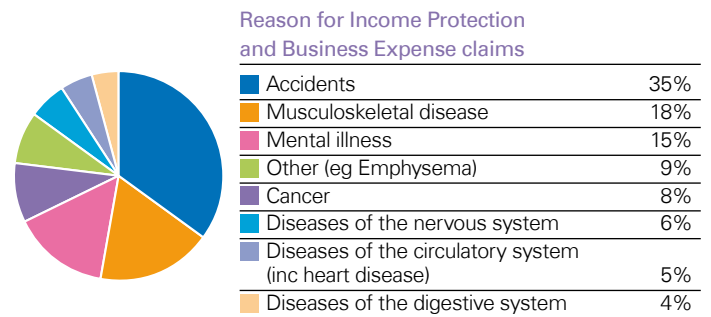 Reason for Income Protection
and Business Expense claims
Accidents 35%
Musculoskeletal disease 18%
Mental illness 15%
Other (eg Emphysema) 9%
Cancer 8%
Diseases of the nervous system 6%
Diseases of the circulatory system
(inc heart disease) 5%
Diseases of the digestive system 4%